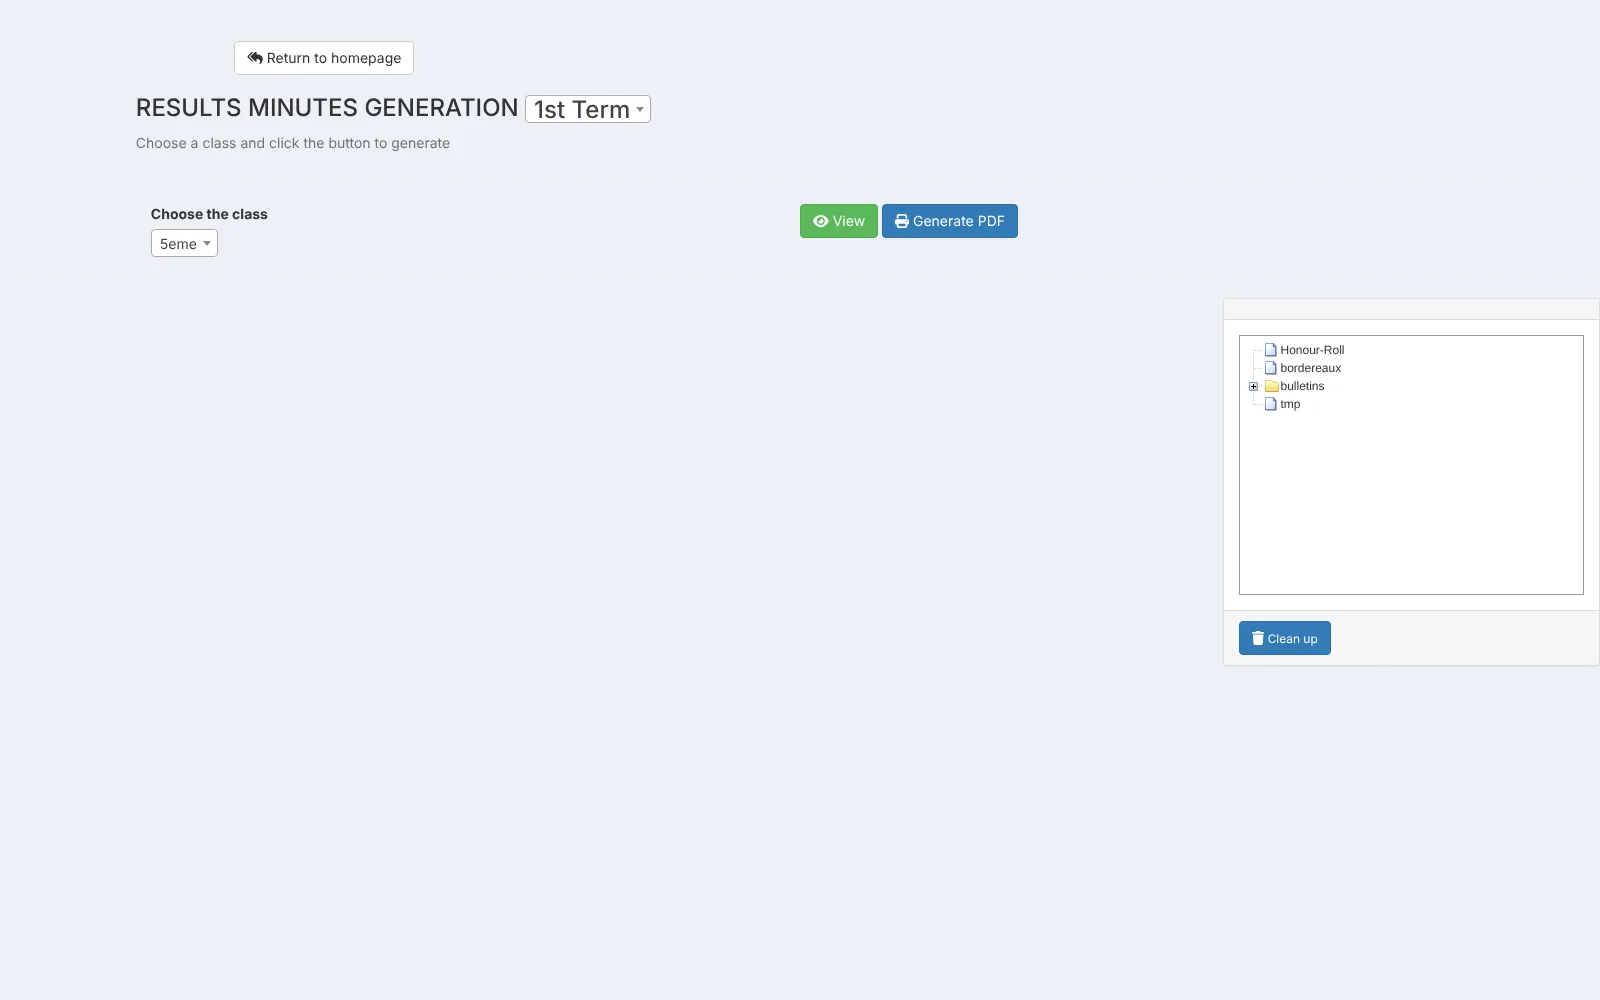 Return to homepage
RESULTS MINUTES GENERATION 1st Term
Choose a class and click the button to generate
Choose the class
5eme
View Generate PDF
Honour-Roll
bordereaux
bulletins
tmp
Clean up